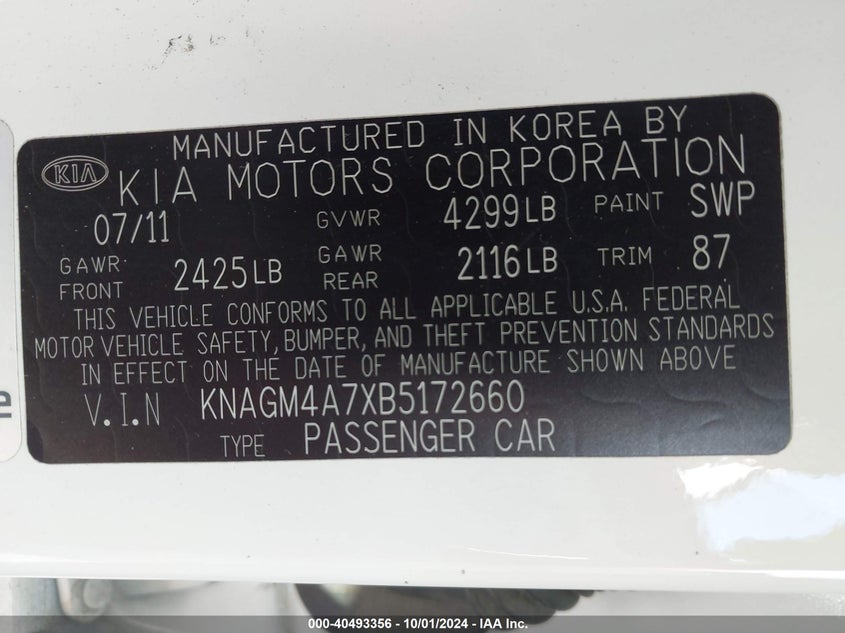 MANUFACTURED IN KOREA BY
KIA KIA MOTORS CORPORATION
07/11 GVWR 4299LB PAINT SWP
GAWR FRONT 2425LB GAWR REAR 2116LB TRIM 87
THIS VEHICLE CONFORMS TO ALL APPLICABLE U.S.A. FEDERAL
MOTOR VEHICLE SAFETY, BUMPER, AND THEFT PREVENTION STANDARDS
IN EFFECT ON THE DATE OF MANUFACTURE SHOWN ABOVE
V.I.N KNAGM4A7XB5172660
TYPE PASSENGER CAR
000-40493356 - 10/01/2024 - IAA Inc.